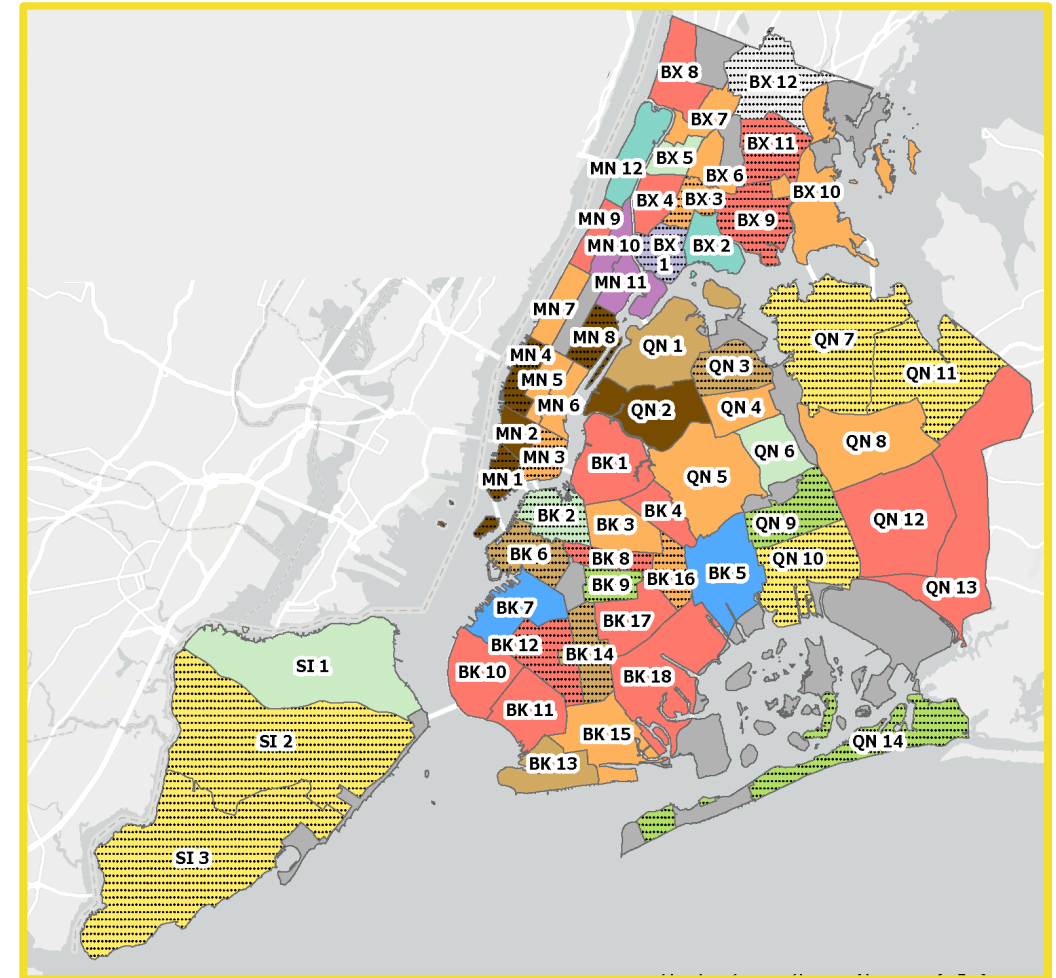 BX 8
BX 12
BX 7
BX 11
BX 5
MN 12
BX 6
BX 10
BX 4
BX 3
MN 9
BX 9
MN 10
BX
1
BX 2
MN 11
MN 7
MN 8
QN 7
QN 1
MN 4
QN 3
QN 11
MN 5
MN 6
QN 2
QN 4
MN 2
QN 8
QN 6
MN 3
BK 1
MN 1
QN 5
BK 4
BK 2
BK 3
QN 9
QN 12
BK 6
BK 8
QN 10
BK 5
BK 16
BK 9
QN 13
BK 7
BK 17
BK 12
BK 14
SI 1
BK 10
BK 18
BK 11
BK 15
SI 2
QN 14
BK 13
SI 3